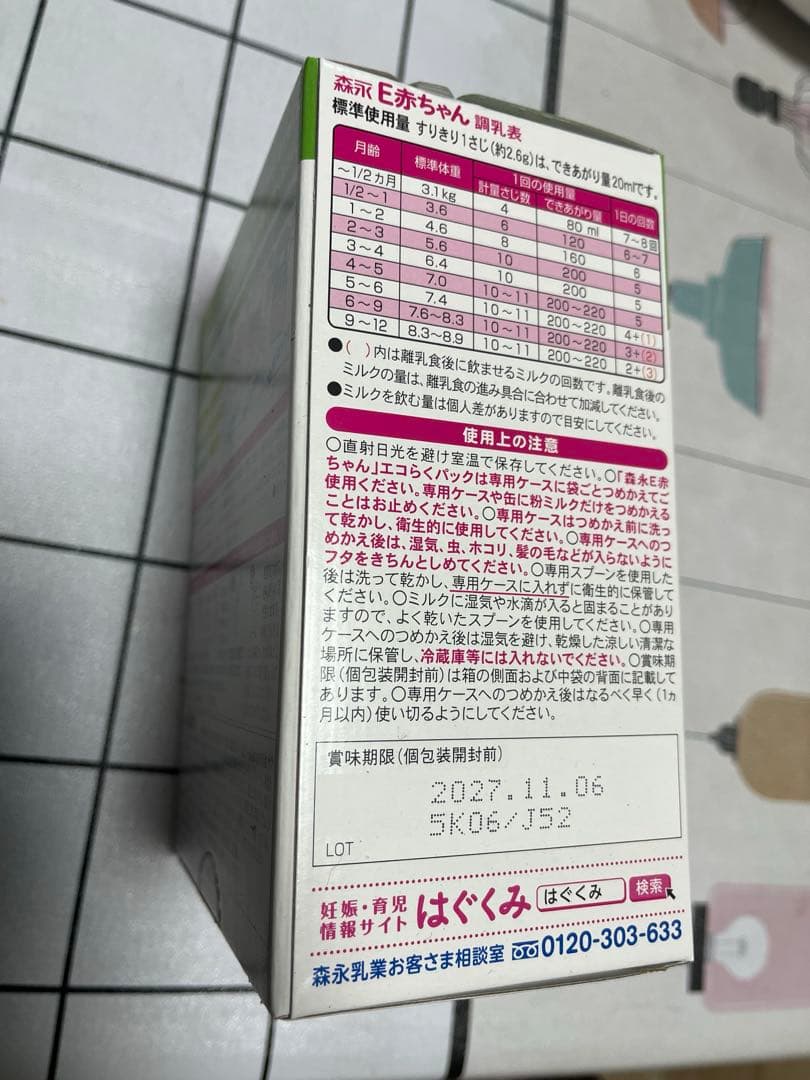 森永 E赤ちゃん 調乳表
標準使用量 すりきり1さじ(約2.6g)は、できあがり量20mlです。
月齢 標準体重 1回の使用量 1日の回数
計量さじ数 できあがり量
～1/2ヵ月 3.1kg 4 80 ml 7～8回
1/2～1 3.6 6 120 6～7
1～2 4.6 8 160 6
2～3 5.6 10 200 5
3～4 6.4 10 200 5
4～5 7.0 10～11 200～220 5
5～6 7.4 10～11 200～220 4+(1)
6～9 7.6～8.3 10～11 200～220 3+(2)
9～12 8.3～8.9 10～11 200～220 2+(3)
●( )内は離乳食後に飲ませるミルクの回数です。離乳食後の
ミルクの量は、離乳食の進み具合に合わせて加減してください。
●ミルクを飲む量は個人差がありますので目安にしてください。
使用上の注意
○直射日光を避け室温で保存してください。○「森永E赤
ちゃん」エコらくパックは専用ケースに袋ごとつめかえてご
使用ください。専用ケースや缶に粉ミルクだけをつめかえる
ことはお止めください。○専用ケースはつめかえ前に洗っ
て乾かし、衛生的に使用してください。○専用ケースへのつ
めかえ後は、湿気、虫、ホコリ、髪の毛などが入らないように
フタをきちんとしめてください。○専用スプーンを使用した
後は洗って乾かし、専用ケースに入れずに衛生的に保管して
ください。○ミルクに湿気や水滴が入ると固まることがあり
ますので、よく乾いたスプーンを使用してください。○専用
ケースへのつめかえ後は湿気を避け、乾燥した涼しい清潔な
場所に保管し、冷蔵庫等には入れないでください。○賞味期
限(個包装開封前)は箱の側面および中袋の背面に記載して
あります。○専用ケースへのつめかえ後はなるべく早く(1ヵ
月以内)使い切るようにしてください。
賞味期限(個包装開封前)
2027.11.06
5K06/J52
LOT
妊娠・育児
情報サイト はぐくみ はぐくみ 検索
森永乳業お客さま相談室 0120-303-633